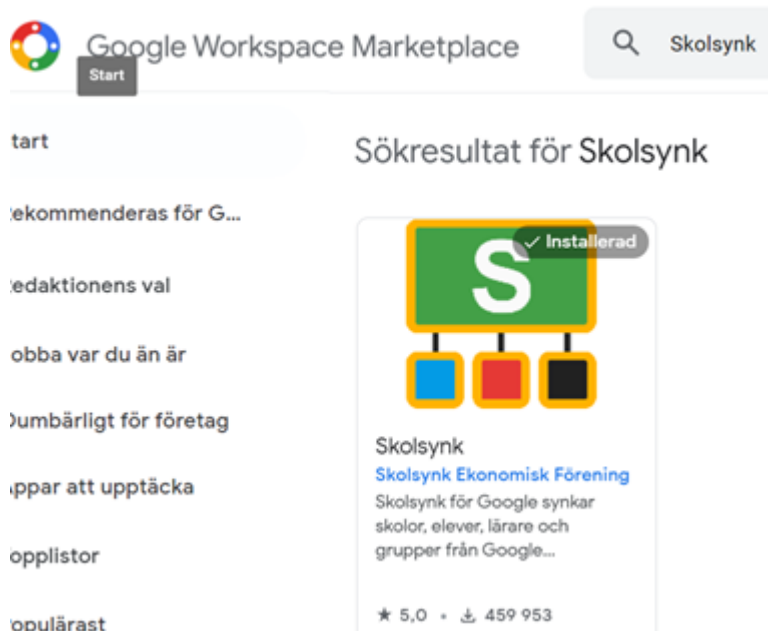 Google Workspace Marketplace
Skolsynk
Start
tart
ekommenderas för G...
edaktionens val
obba var du än är
umbärligt för företag
ppar att upptäcka
opplistor
opulärast
Sökresultat för Skolsynk
S
Installerad
Skolsynk
Skolsynk Ekonomisk Förening
Skolsynk för Google synkar
skolor, elever, lärare och
grupper från Google...
★ 5,0 • 459 953